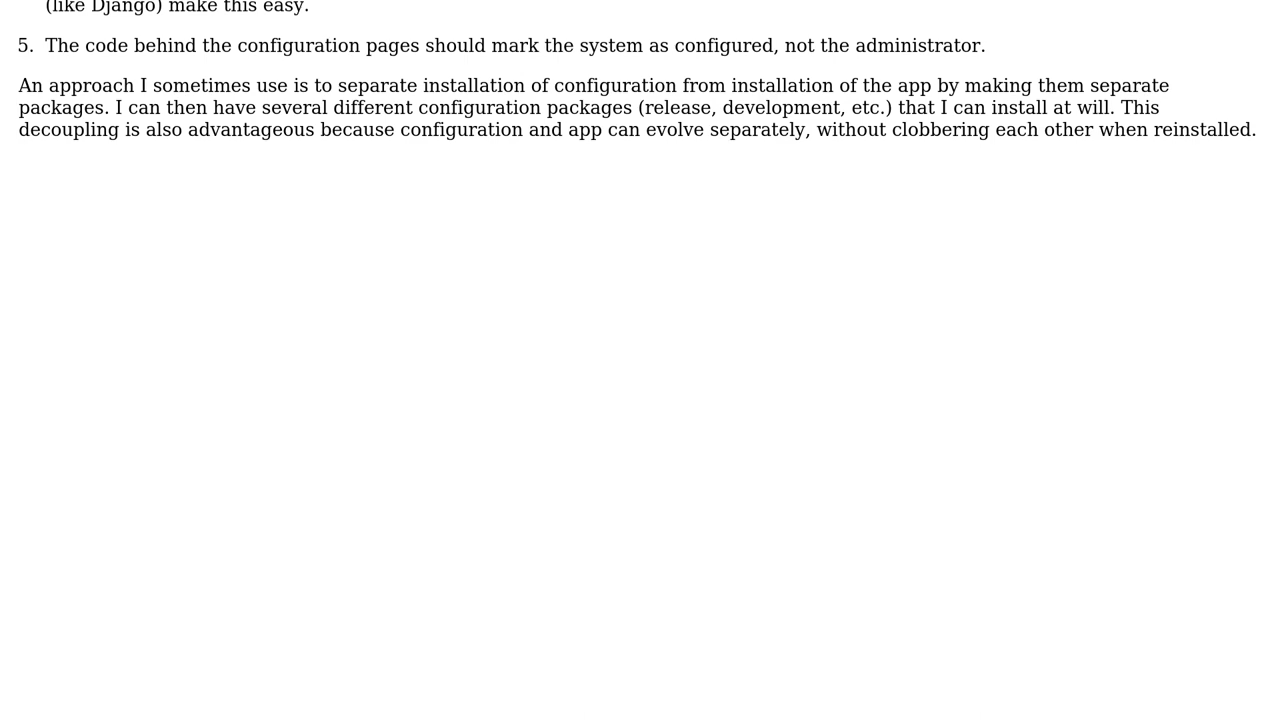 (like Django) make this easy.
5. The code behind the configuration pages should mark the system as configured, not the administrator.
An approach I sometimes use is to separate installation of configuration from installation of the app by making them separate
packages. I can then have several different configuration packages (release, development, etc.) that I can install at will. This
decoupling is also advantageous because configuration and app can evolve separately, without clobbering each other when reinstalled.